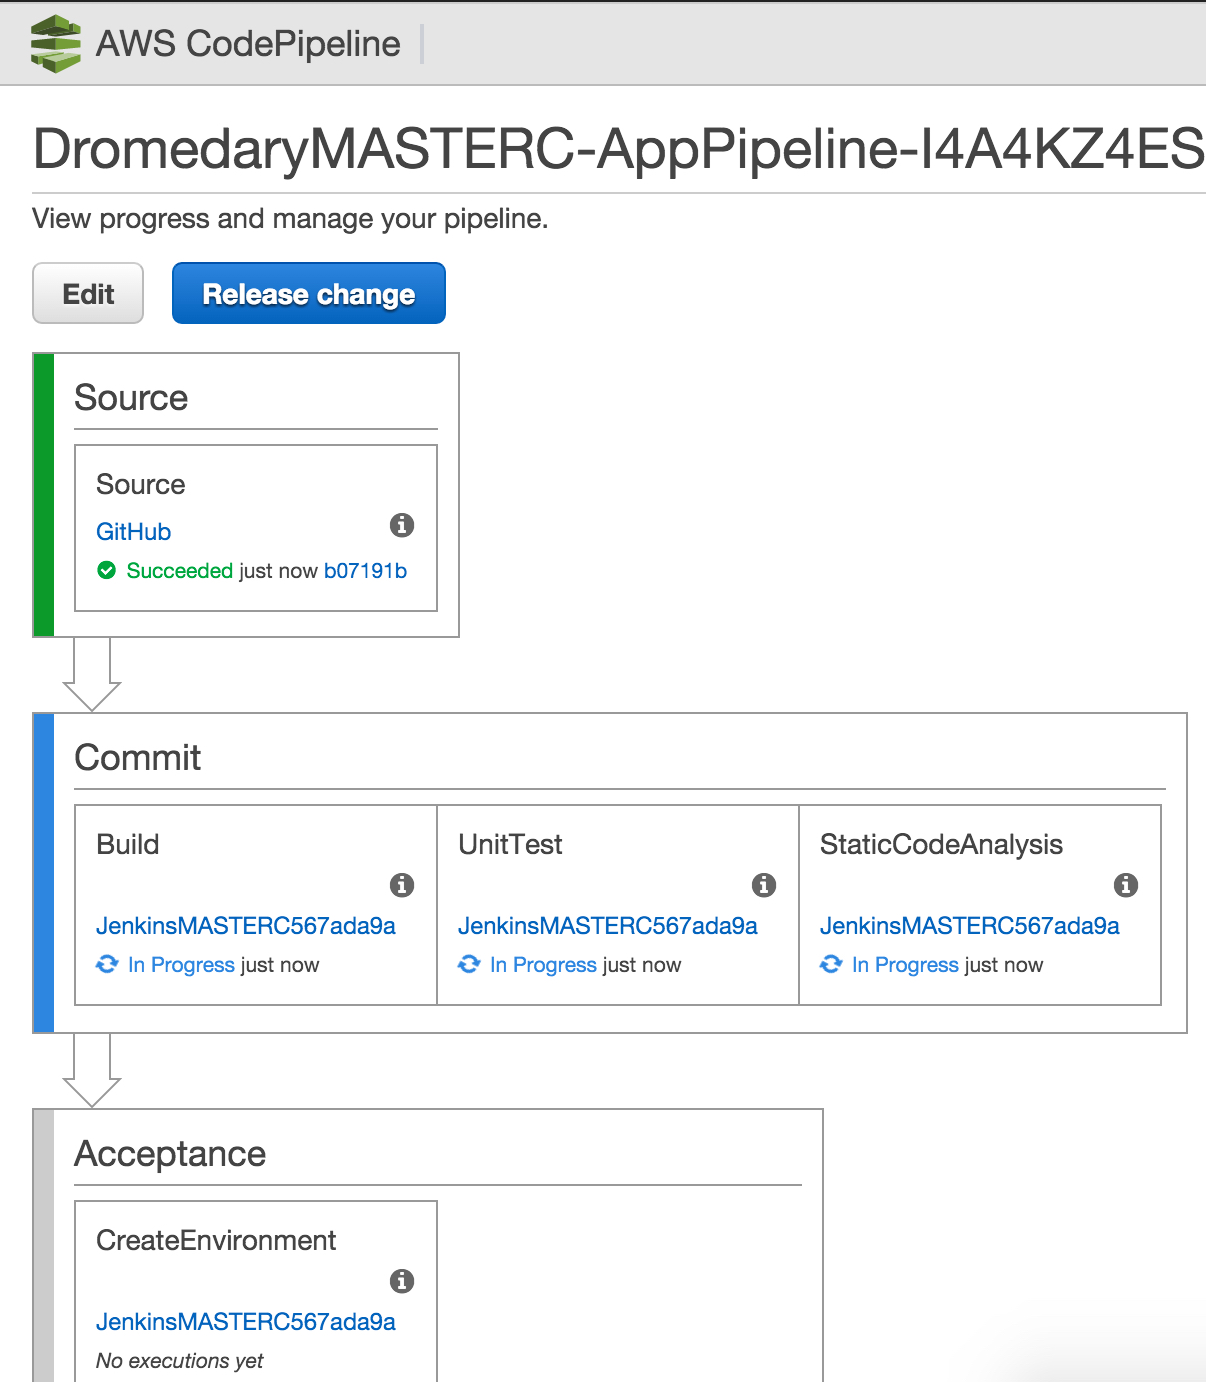 AWS CodePipeline
DromedaryMASTERC-AppPipeline-I4A4KZ4ES
View progress and manage your pipeline.
Edit
Release change
Source
Source
GitHub
Succeeded just now b07191b
Commit
Build
JenkinsMASTERC567ada9a
In Progress just now
UnitTest
JenkinsMASTERC567ada9a
In Progress just now
StaticCodeAnalysis
JenkinsMASTERC567ada9a
In Progress just now
Acceptance
CreateEnvironment
JenkinsMASTERC567ada9a
No executions yet